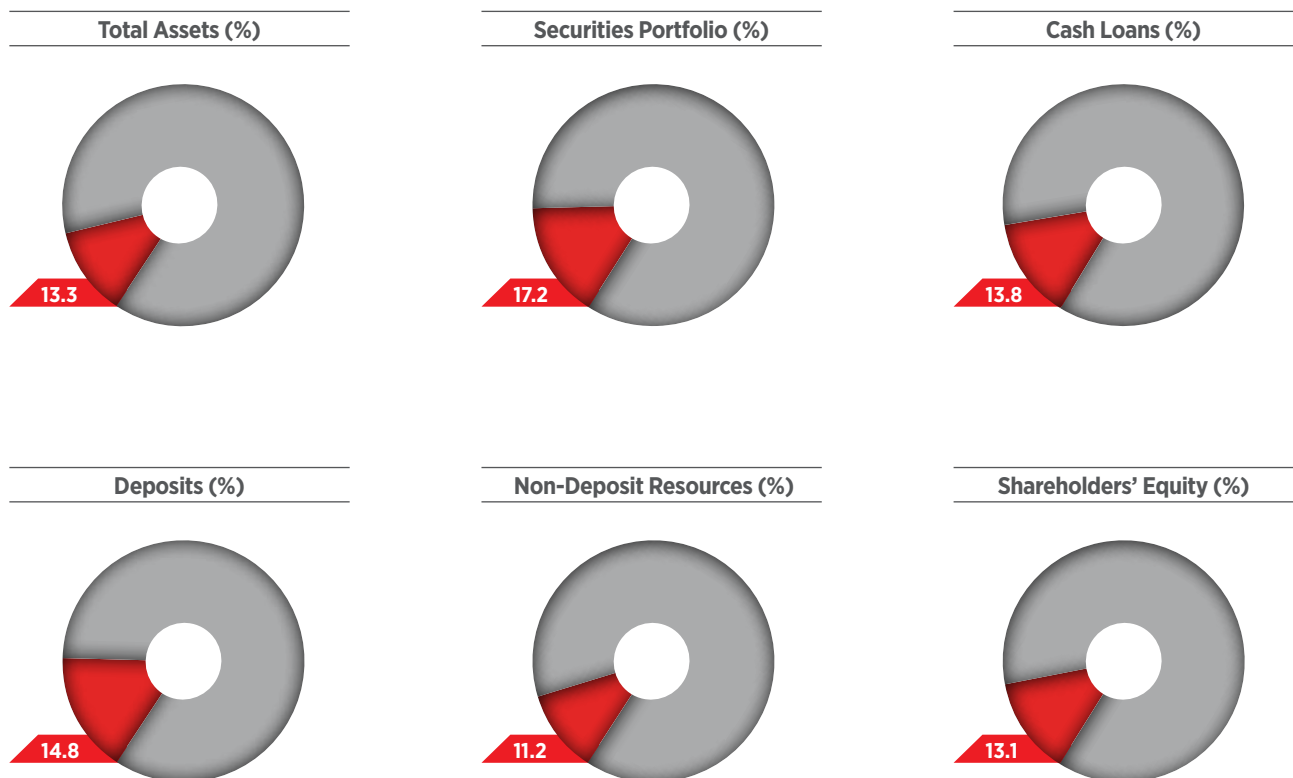 Total Assets (%)
Securities Portfolio (%)
Cash Loans (%)
13.3
17.2
13.8
Deposits (%)
Non-Deposit Resources (%)
Shareholders’ Equity (%)
14.8
11.2
13.1